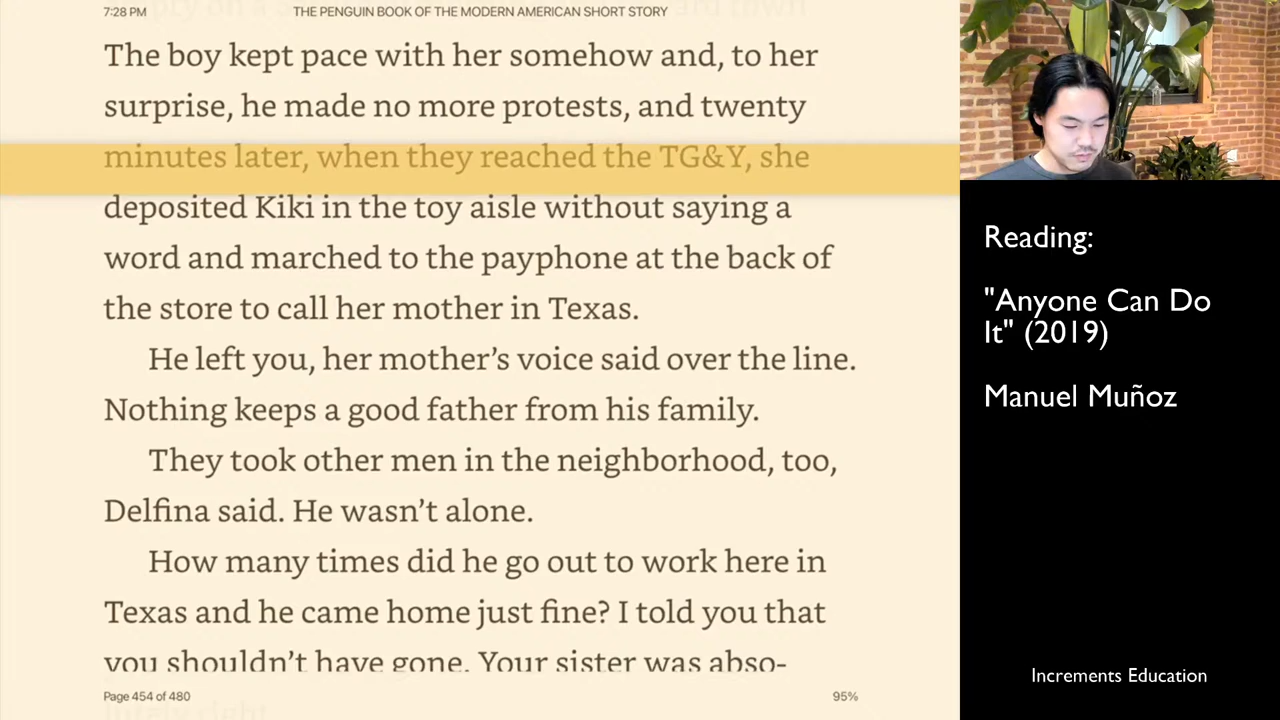 7:28 PM
THE PENGUIN BOOK OF THE MODERN AMERICAN SHORT STORY
The boy kept pace with her somehow and, to her
surprise, he made no more protests, and twenty
minutes later, when they reached the TG&Y, she
deposited Kiki in the toy aisle without saying a
word and marched to the payphone at the back of
the store to call her mother in Texas.
He left you, her mother’s voice said over the line.
Nothing keeps a good father from his family.
They took other men in the neighborhood, too,
Delfina said. He wasn’t alone.
How many times did he go out to work here in
Texas and he came home just fine? I told you that
you shouldn’t have gone. Your sister was abso-
Page 454 of 480
95%
Reading:
"Anyone Can Do
It" (2019)
Manuel Muñoz
Increments Education